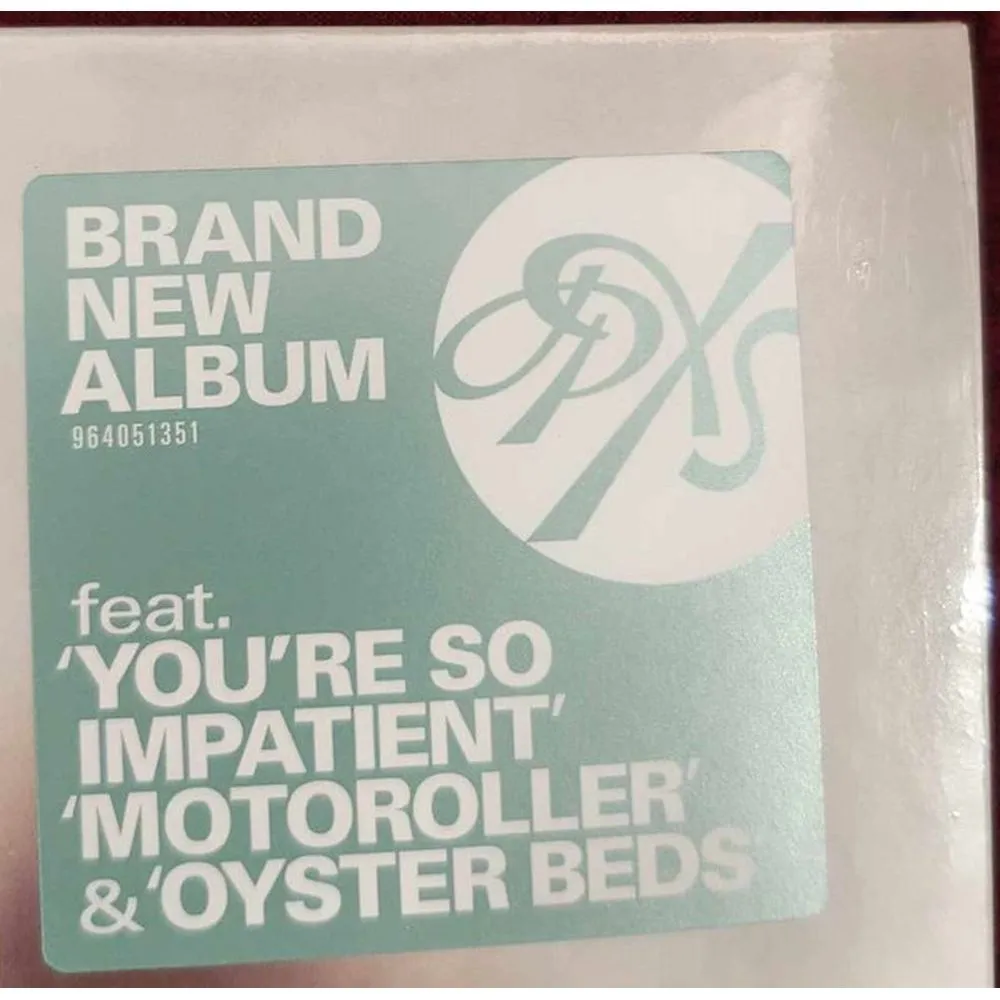 BRAND
NEW
ALBUM
964051351
feat.
'YOU'RE SO
IMPATIENT'
'MOTOROLLER'
& 'OYSTER BEDS